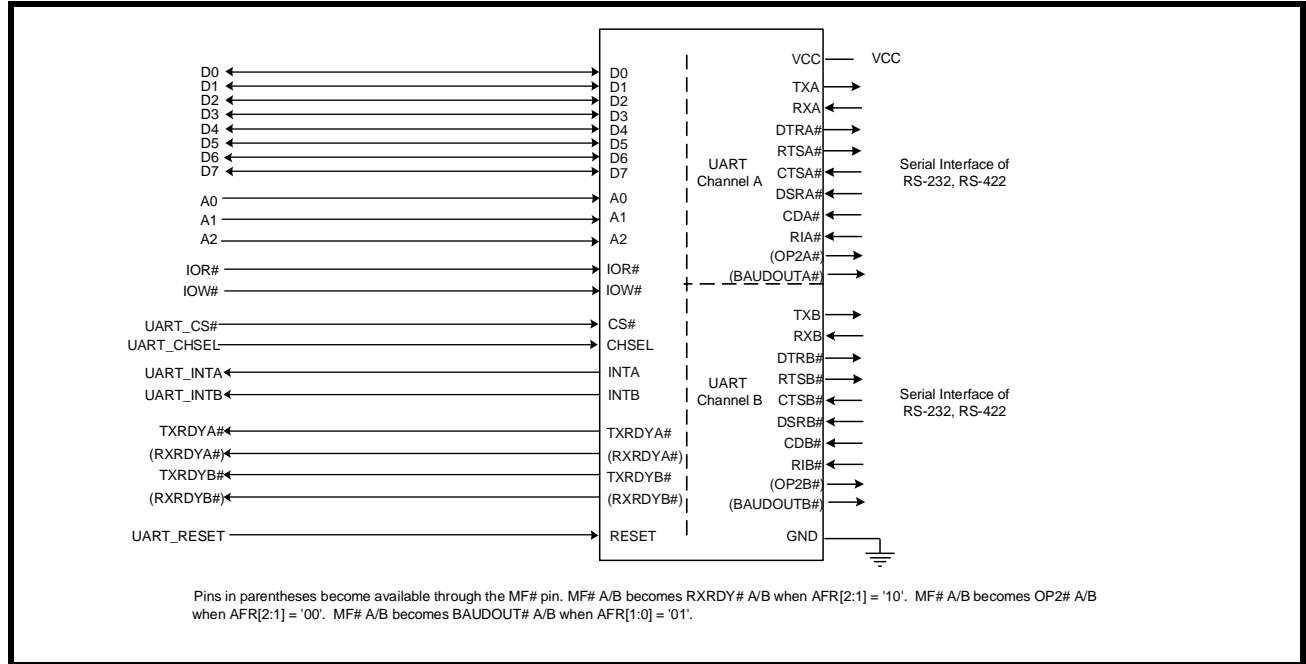 D0
D1
D2
D3
D4
D5
D6
D7
A0
A1
A2
IOR#
IOW#
UART_CS#
UART_CHSEL
UART_INTA
UART_INTB
TXRDYA#
(RXRDYA#)
TXRDYB#
(RXRDYB#)
UART_RESET
D0
D1
D2
D3
D4
D5
D6
D7
A0
A1
A2
IOR#
IOW#
CS#
CHSEL
INTA
INTB
TXRDYA#
(RXRDYA#)
TXRDYB#
(RXRDYB#)
RESET
UART
Channel A
UART
Channel B
VCC
TXA
RXA
DTRA#
RTSA#
CTSA#
DSRA#
CDA#
RIA#
(OP2A#)
(BAUDOUTA#)
TXB
RXB
DTRB#
RTSB#
CTSB#
DSRB#
CDB#
RIB#
(OP2B#)
(BAUDOUTB#)
GND
VCC
Serial Interface of
RS-232, RS-422
Serial Interface of
RS-232, RS-422
Pins in parentheses become available through the MF# pin. MF# A/B becomes RXRDY# A/B when AFR[2:1] = '10'. MF# A/B becomes OP2# A/B
when AFR[2:1] = '00'. MF# A/B becomes BAUDOUT# A/B when AFR[1:0] = '01'.